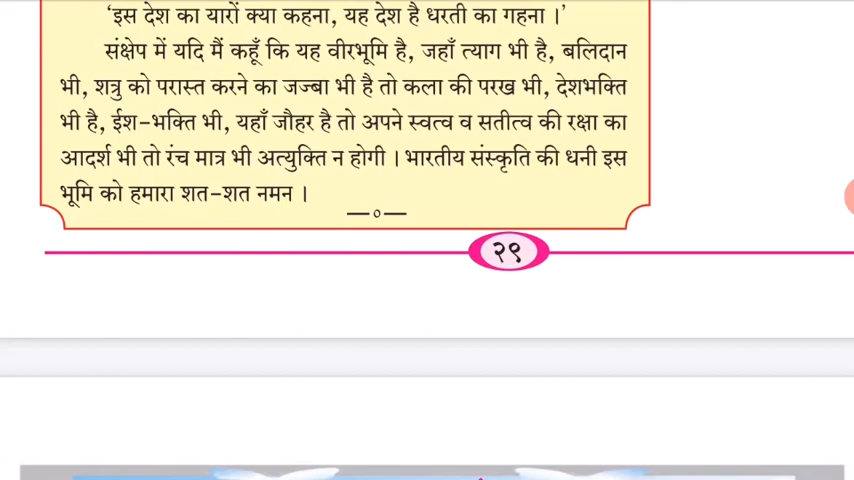 ‘इस देश का यारों क्या कहना, यह देश है धरती का गहना ।’
संक्षेप में यदि मैं कहूँ कि यह वीरभूमि है, जहाँ त्याग भी है, बलिदान
भी, शत्रु को परास्त करने का जज्बा भी है तो कला की परख भी, देशभक्ति
भी है, ईश-भक्ति भी, यहाँ जौहर है तो अपने स्वत्व व सतीत्व की रक्षा का
आदर्श भी तो रंच मात्र भी अत्युक्ति न होगी । भारतीय संस्कृति की धनी इस
भूमि को हमारा शत-शत नमन ।
—०—
२९